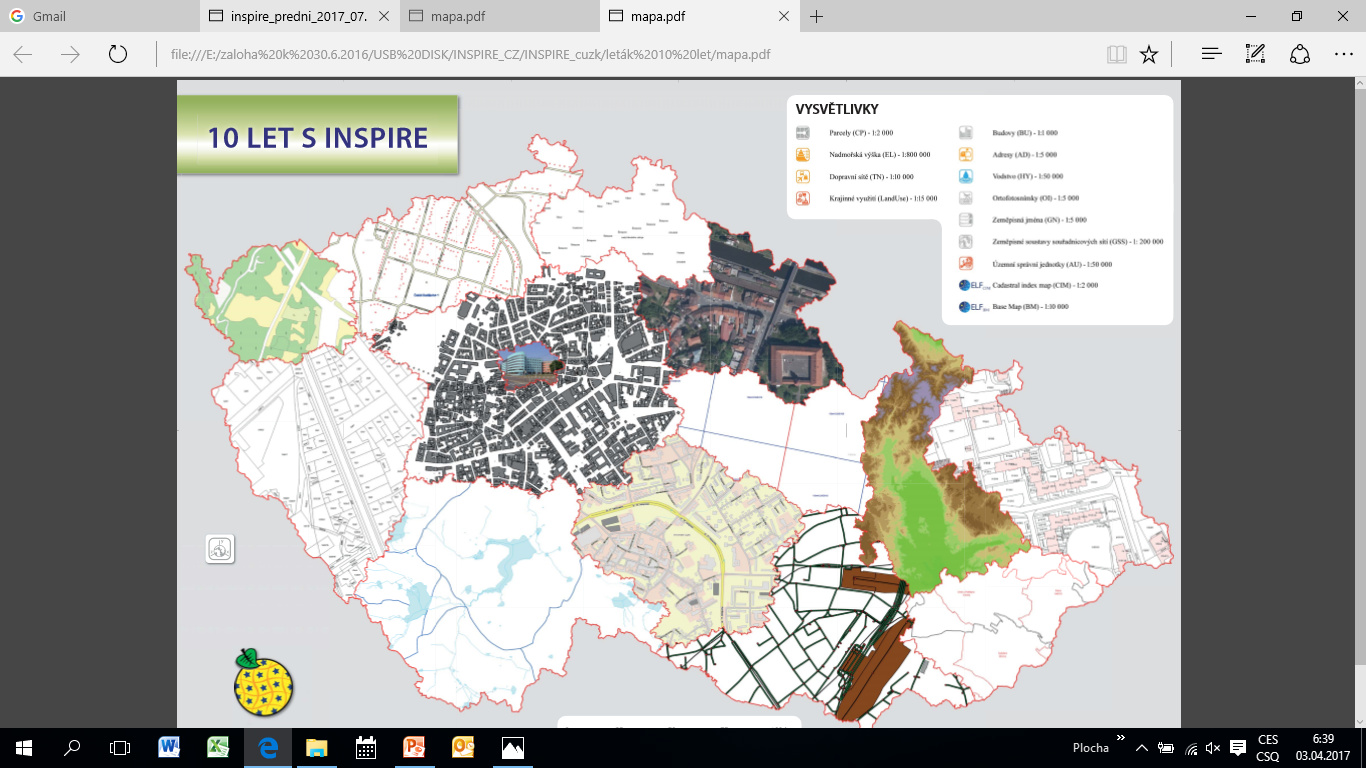 Gmail
inspire_predni_2017_07.
mapa.pdf
mapa.pdf
file:///E:/zaloha%20k%2030.6.2016/USB%20DISK/INSPIRE_CZ/INSPIRE_cuzk/leták%2010%20let/mapa.pdf
10 LET S INSPIRE
VYSVĚTLIVKY
Parcely (CP) - 1:2 000
Nadmořská výška (EL) - 1:800 000
Dopravní sítě (TN) - 1:10 000
Krajinné využití (LandUse) - 1:15 000
Budovy (BU) - 1:1 000
Adresy (AD) - 1:5 000
Vodstvo (HY) - 1:50 000
Ortofotosnímky (OI) - 1:5 000
Zeměpisná jména (GN) - 1:5 000
Zeměpisné soustavy souřadnicových sítí (GSS) - 1: 200 000
Územní správní jednotky (AU) - 1:50 000
ELF Cadastral index map (CIM) - 1:2 000
ELF Base Map (BM) - 1:10 000
Plocha
CES
CSQ
6:39
03.04.2017